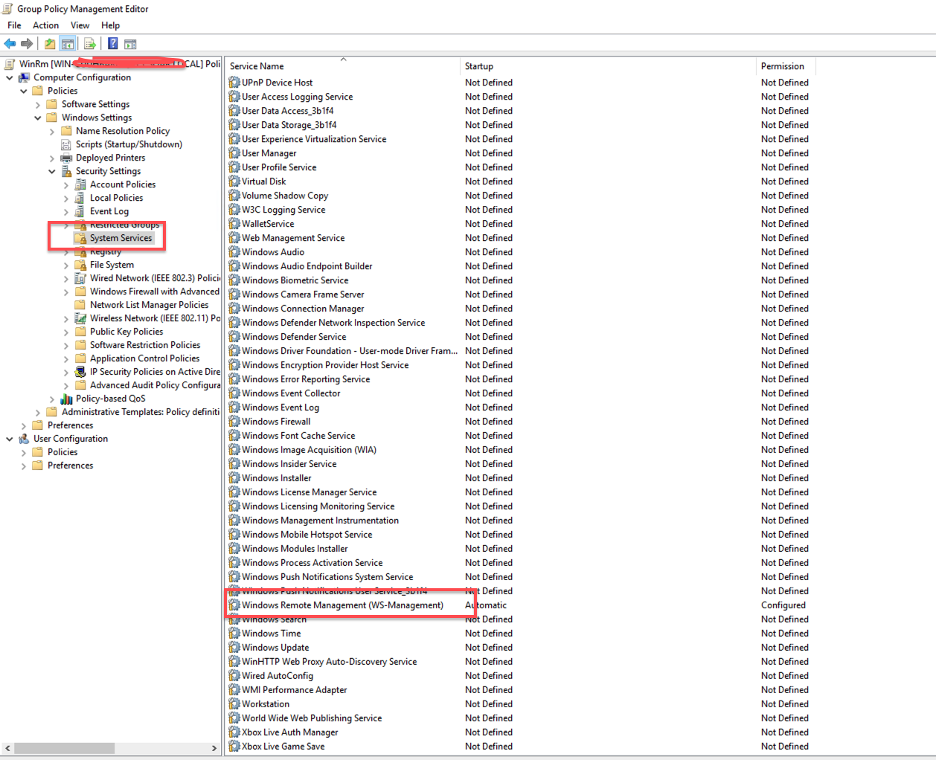 Group Policy Management Editor
File Action View Help
WinRm [WIN- CAL] Poli
Computer Configuration
Policies
Software Settings
Windows Settings
Name Resolution Policy
Scripts (Startup/Shutdown)
Deployed Printers
Security Settings
Account Policies
Local Policies
Event Log
Restricted Groups
System Services
Registry
File System
Wired Network (IEEE 802.3) Polici
Windows Firewall with Advanced
Network List Manager Policies
Wireless Network (IEEE 802.11) Po
Public Key Policies
Software Restriction Policies
Application Control Policies
IP Security Policies on Active Dire
Advanced Audit Policy Configura
Policy-based QoS
Administrative Templates: Policy definiti
Preferences
User Configuration
Policies
Preferences
Service Name Startup Permission
UPnP Device Host Not Defined Not Defined
User Access Logging Service Not Defined Not Defined
User Data Access_3b1f4 Not Defined Not Defined
User Data Storage_3b1f4 Not Defined Not Defined
User Experience Virtualization Service Not Defined Not Defined
User Manager Not Defined Not Defined
User Profile Service Not Defined Not Defined
Virtual Disk Not Defined Not Defined
Volume Shadow Copy Not Defined Not Defined
W3C Logging Service Not Defined Not Defined
WalletService Not Defined Not Defined
Web Management Service Not Defined Not Defined
Windows Audio Not Defined Not Defined
Windows Audio Endpoint Builder Not Defined Not Defined
Windows Biometric Service Not Defined Not Defined
Windows Camera Frame Server Not Defined Not Defined
Windows Connection Manager Not Defined Not Defined
Windows Defender Network Inspection Service Not Defined Not Defined
Windows Defender Service Not Defined Not Defined
Windows Driver Foundation - User-mode Driver Fram... Not Defined Not Defined
Windows Encryption Provider Host Service Not Defined Not Defined
Windows Error Reporting Service Not Defined Not Defined
Windows Event Collector Not Defined Not Defined
Windows Event Log Not Defined Not Defined
Windows Firewall Not Defined Not Defined
Windows Font Cache Service Not Defined Not Defined
Windows Image Acquisition (WIA) Not Defined Not Defined
Windows Insider Service Not Defined Not Defined
Windows Installer Not Defined Not Defined
Windows License Manager Service Not Defined Not Defined
Windows Licensing Monitoring Service Not Defined Not Defined
Windows Management Instrumentation Not Defined Not Defined
Windows Mobile Hotspot Service Not Defined Not Defined
Windows Modules Installer Not Defined Not Defined
Windows Process Activation Service Not Defined Not Defined
Windows Push Notifications System Service Not Defined Not Defined
Windows Push Notifications User Service_3b1f4 Not Defined Not Defined
Windows Remote Management (WS-Management) Automatic Configured
Windows Search Not Defined Not Defined
Windows Time Not Defined Not Defined
Windows Update Not Defined Not Defined
WinHTTP Web Proxy Auto-Discovery Service Not Defined Not Defined
Wired AutoConfig Not Defined Not Defined
WMI Performance Adapter Not Defined Not Defined
Workstation Not Defined Not Defined
World Wide Web Publishing Service Not Defined Not Defined
Xbox Live Auth Manager Not Defined Not Defined
Xbox Live Game Save Not Defined Not Defined